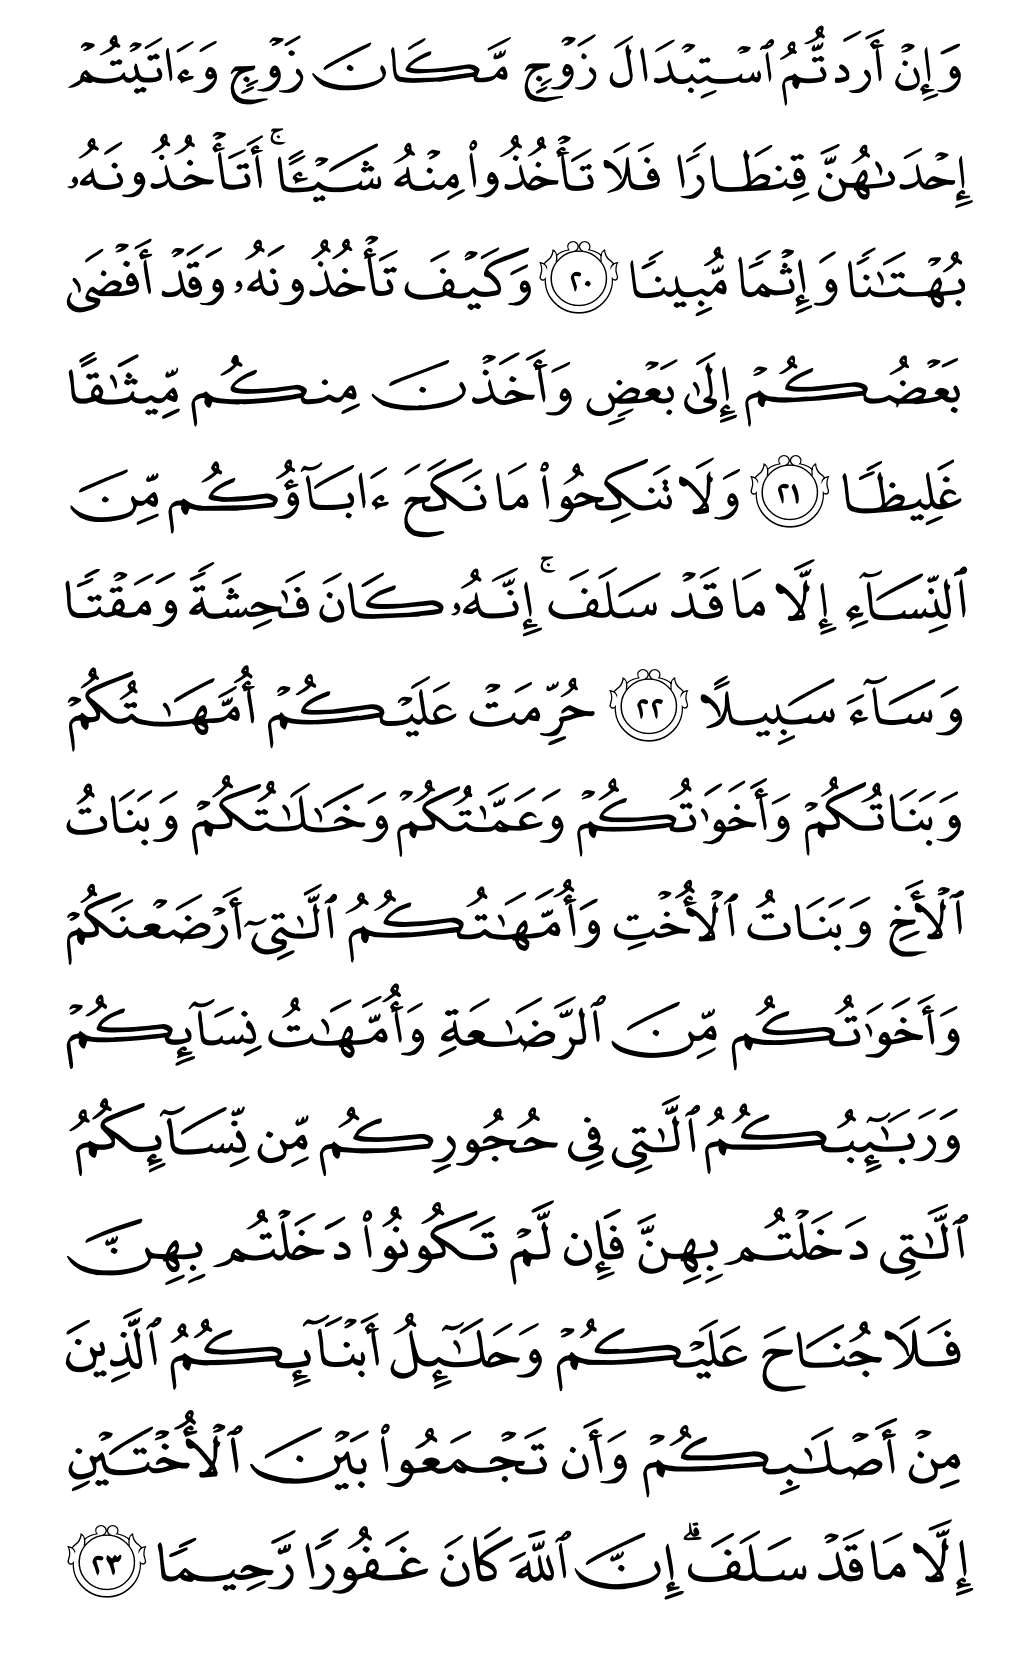 وَإِنْ أَرَدتُّمُ ٱسْتِبْدَالَ زَوْجٍ مَّكَانَ زَوْجٍ وَءَاتَيْتُمْ
إِحْدَىٰهُنَّ قِنطَارًا فَلَا تَأْخُذُوا۟ مِنْهُ شَيْـًٔا ۚ أَتَأْخُذُونَهُۥ
بُهْتَـٰنًا وَإِثْمًا مُّبِينًا ٢٠ وَكَيْفَ تَأْخُذُونَهُۥ وَقَدْ أَفْضَىٰ
بَعْضُكُمْ إِلَىٰ بَعْضٍ وَأَخَذْنَ مِنكُم مِّيثَـٰقًا
غَلِيظًا ٢١ وَلَا تَنكِحُوا۟ مَا نَكَحَ ءَابَآؤُكُم مِّنَ
ٱلنِّسَآءِ إِلَّا مَا قَدْ سَلَفَ ۚ إِنَّهُۥ كَانَ فَـٰحِشَةً وَمَقْتًا
وَسَآءَ سَبِيلًا ٢٢ حُرِّمَتْ عَلَيْكُمْ أُمَّهَـٰتُكُمْ
وَبَنَاتُكُمْ وَأَخَوَٰتُكُمْ وَعَمَّـٰتُكُمْ وَخَـٰلَـٰتُكُمْ وَبَنَاتُ
ٱلْأَخِ وَبَنَاتُ ٱلْأُخْتِ وَأُمَّهَـٰتُكُمُ ٱلَّـٰتِىٓ أَرْضَعْنَكُمْ
وَأَخَوَٰتُكُم مِّنَ ٱلرَّضَـٰعَةِ وَأُمَّهَـٰتُ نِسَآئِكُمْ
وَرَبَـٰٓئِبُكُمُ ٱلَّـٰتِى فِى حُجُورِكُم مِّن نِّسَآئِكُمُ
ٱلَّـٰتِى دَخَلْتُم بِهِنَّ فَإِن لَّمْ تَكُونُوا۟ دَخَلْتُم بِهِنَّ
فَلَا جُنَاحَ عَلَيْكُمْ وَحَلَـٰٓئِلُ أَبْنَآئِكُمُ ٱلَّذِينَ
مِنْ أَصْلَـٰبِكُمْ وَأَن تَجْمَعُوا۟ بَيْنَ ٱلْأُخْتَيْنِ
إِلَّا مَا قَدْ سَلَفَ ۗ إِنَّ ٱللَّهَ كَانَ غَفُورًا رَّحِيمًا ٢٣